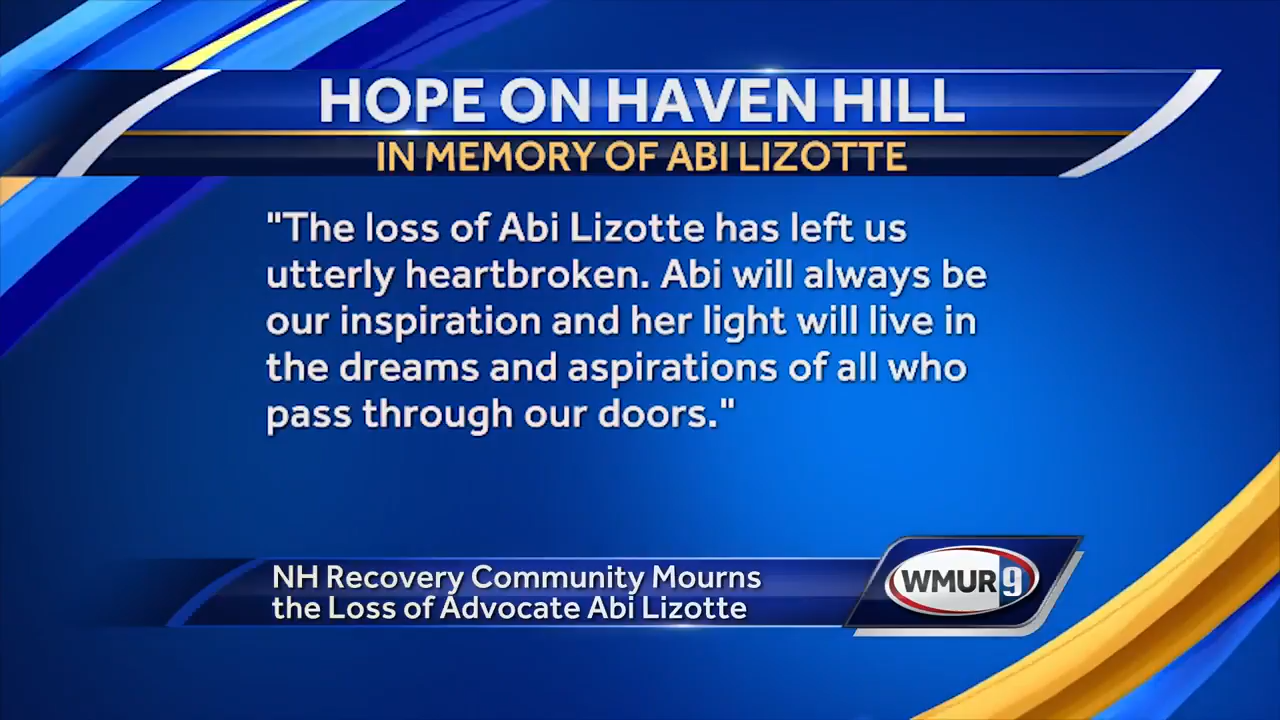 HOPE ON HAVEN HILL
IN MEMORY OF ABI LIZOTTE
"The loss of Abi Lizotte has left us
utterly heartbroken. Abi will always be
our inspiration and her light will live in
the dreams and aspirations of all who
pass through our doors."
NH Recovery Community Mourns
the Loss of Advocate Abi Lizotte
WMUR 9